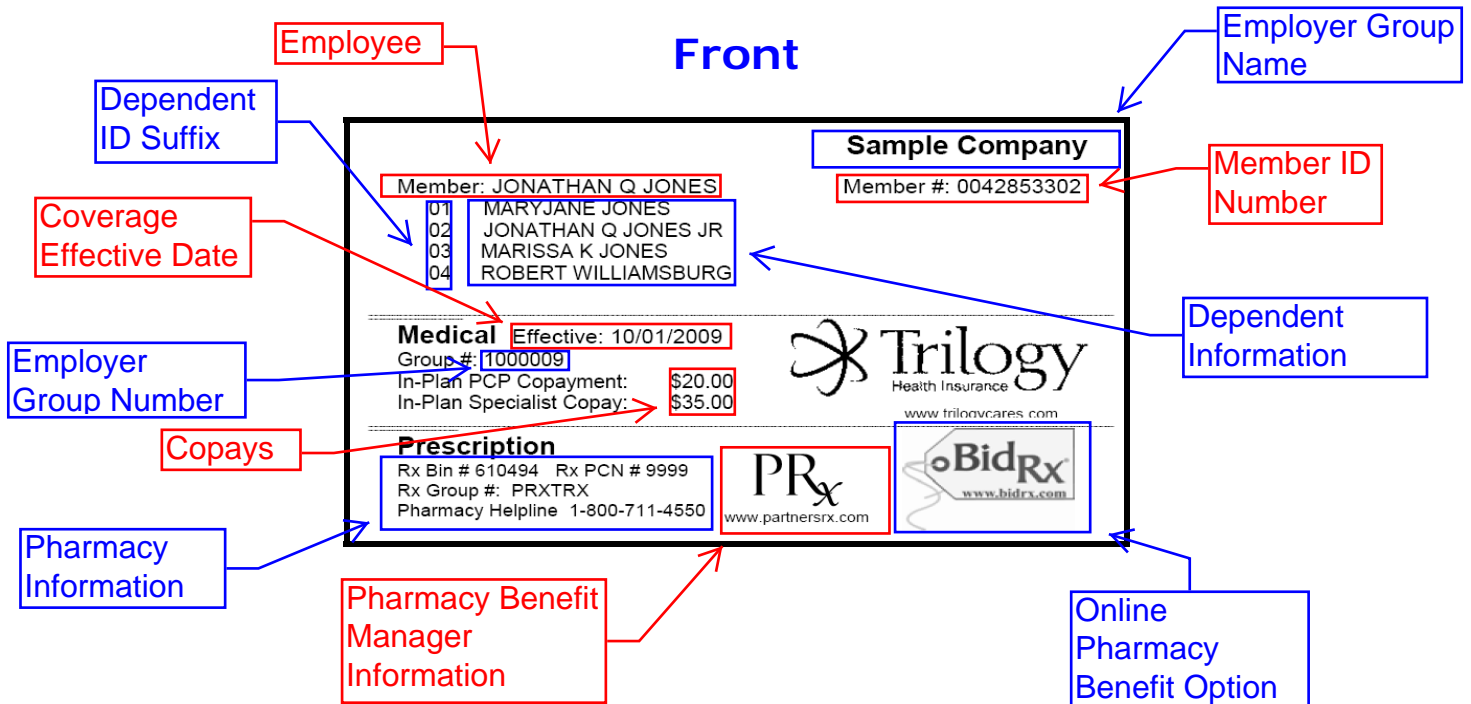 Front
Employee
Employer Group
Name
Dependent
ID Suffix
Sample Company
Member ID
Number
Member: JONATHAN Q JONES
Member #: 0042853302
01 MARYJANE JONES
02 JONATHAN Q JONES JR
03 MARISSA K JONES
04 ROBERT WILLIAMSBURG
Coverage
Effective Date
Dependent
Information
Medical Effective: 10/01/2009
Group #: 1000009
In-Plan PCP Copayment: $20.00
In-Plan Specialist Copay: $35.00
Trilogy
Health Insurance
www.trilogycares.com
Employer
Group Number
Copays
Prescription
Rx Bin # 610494 Rx PCN # 9999
Rx Group #: PRXTRX
Pharmacy Helpline 1-800-711-4550
PRx
www.partnersrx.com
BidRx
www.bidrx.com
Pharmacy
Information
Pharmacy Benefit
Manager
Information
Online
Pharmacy
Benefit Option